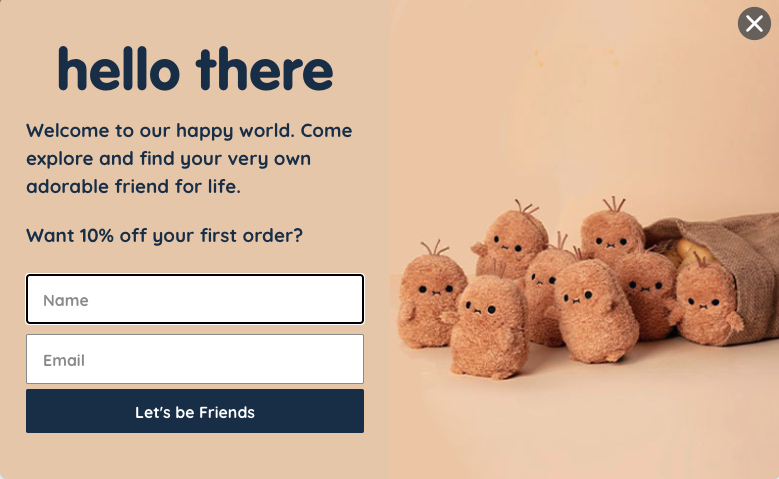 hello there
Welcome to our happy world. Come
explore and find your very own
adorable friend for life.
Want 10% off your first order?
Name
Email
Let's be Friends